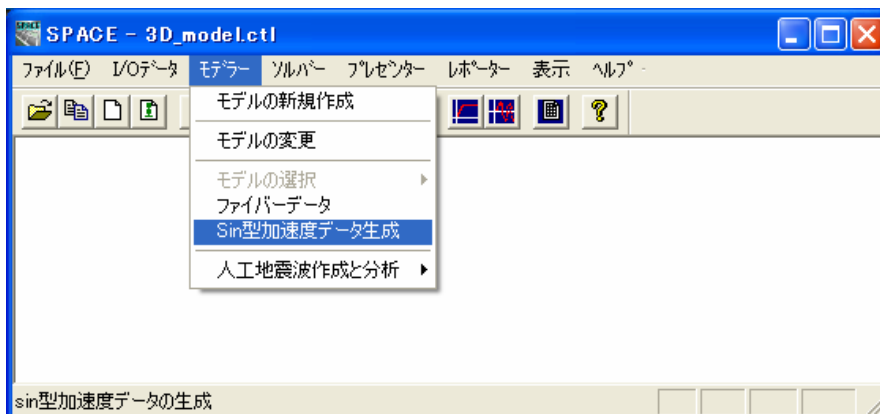 SPACE - 3D_model.ctl
ファイル(F) I/Oデータ モデラー ソルバー プレゼンター レポーター 表示 ヘルプ
モデルの新規作成
モデルの変更
モデルの選択
ファイバーデータ
Sin型加速度データ生成
人工地震波作成と分析
sin型加速度データの生成